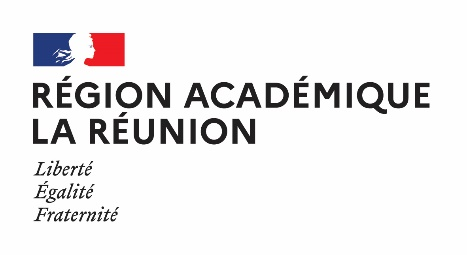 RÉGION ACADÉMIQUE
LA RÉUNION
Liberté
Égalité
Fraternité